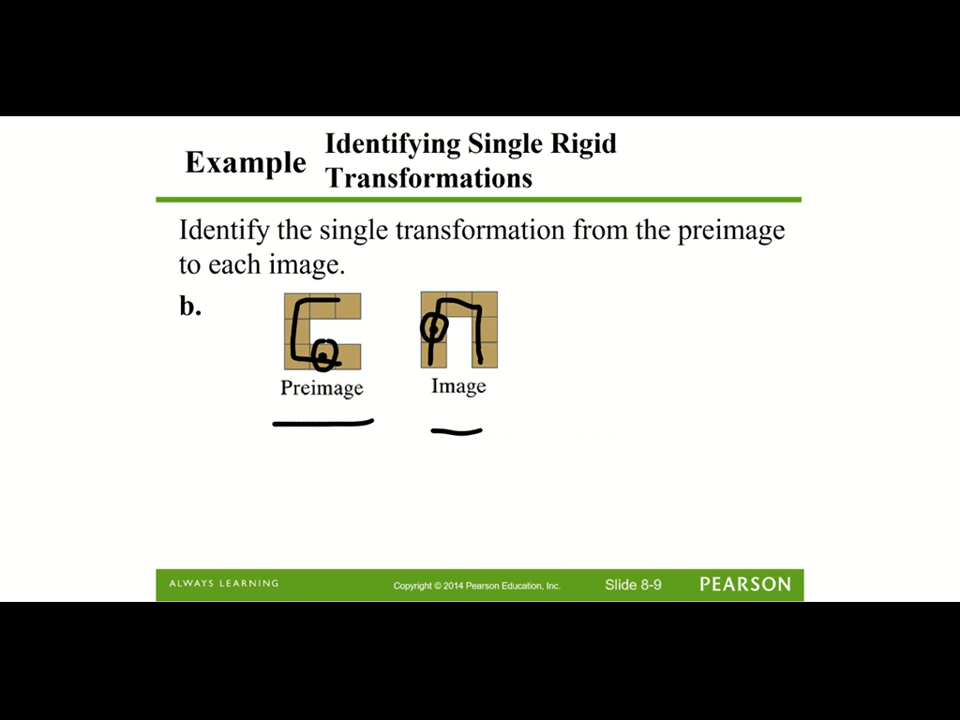 Example
Identifying Single Rigid
Transformations
Identify the single transformation from the preimage
to each image.
b.
Preimage
Image
ALWAYS LEARNING
Copyright © 2014 Pearson Education, Inc.
Slide 8-9
PEARSON